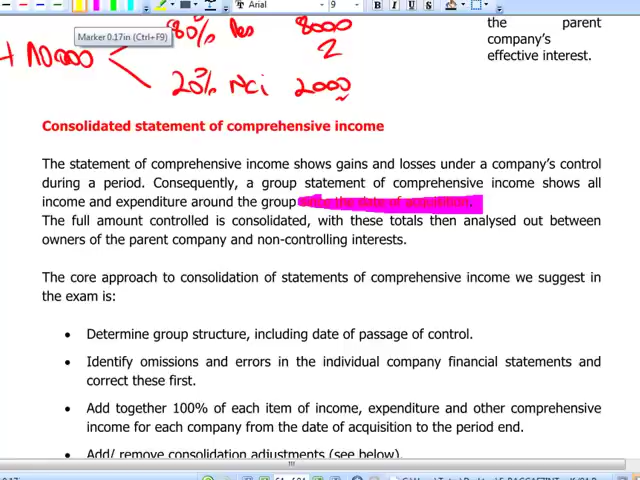 Arial
9
B I U
Marker 0.17in (Ctrl+F9)
80%
8000
2
+10000
20% Nci 2000
the parent
company's
effective interest.
Consolidated statement of comprehensive income
The statement of comprehensive income shows gains and losses under a company's control
during a period. Consequently, a group statement of comprehensive income shows all
income and expenditure around the group since the date of acquisition.
The full amount controlled is consolidated, with these totals then analysed out between
owners of the parent company and non-controlling interests.
The core approach to consolidation of statements of comprehensive income we suggest in
the exam is:
• Determine group structure, including date of passage of control.
• Identify omissions and errors in the individual company financial statements and
correct these first.
• Add together 100% of each item of income, expenditure and other comprehensive
income for each company from the date of acquisition to the period end.
• Add/ remove consolidation adjustments (see below).